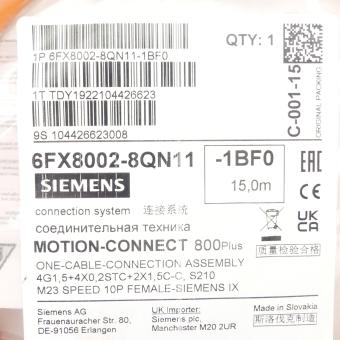 1P 6FX8002-8QN11-1BF0
QTY: 1
1T TDY1922104426623
9S 104426623008
C-001-15
ORIGINAL PACKING
6FX8002-8QN11 -1BF0
SIEMENS 15,0m
EAC
CE
UKCA
connection system 连接系统
соединительная техника
MOTION-CONNECT 800Plus
质量检验合格
ONE-CABLE-CONNECTION ASSEMBLY
4G1,5+4X0,2STC+2X1,5C-C, S210
M23 SPEED 10P FEMALE-SIEMENS IX
Siemens AG
Frauenauracher Str. 80,
DE-91056 Erlangen
UK Importer:
Siemens plc,
Manchester M20 2UR
Made in Slovakia
斯洛伐克制造